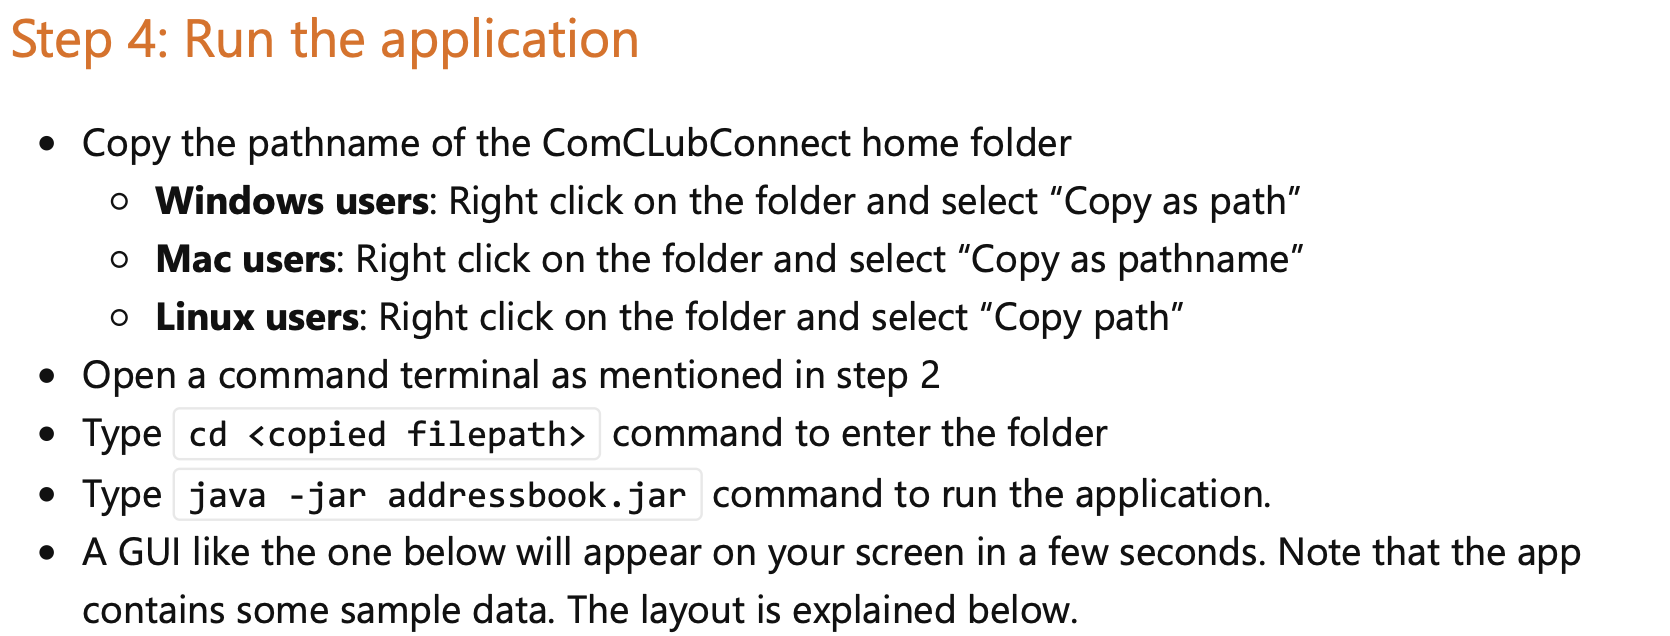 Step 4: Run the application
• Copy the pathname of the ComCLubConnect home folder
◦ Windows users: Right click on the folder and select “Copy as path”
◦ Mac users: Right click on the folder and select “Copy as pathname”
◦ Linux users: Right click on the folder and select “Copy path”
• Open a command terminal as mentioned in step 2
• Type cd <copied filepath> command to enter the folder
• Type java -jar addressbook.jar command to run the application.
• A GUI like the one below will appear on your screen in a few seconds. Note that the app
contains some sample data. The layout is explained below.